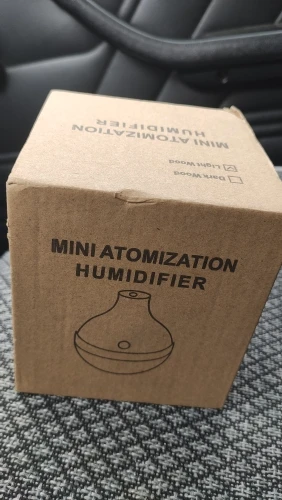 MINI ATOMIZATION
HUMIDIFIER
Light Wood
Dark Wood
MINI ATOMIZATION
HUMIDIFIER